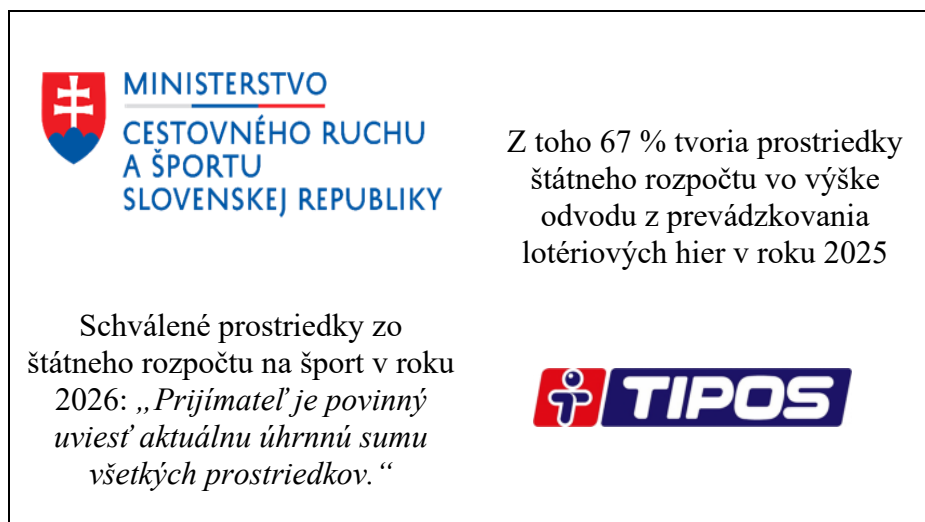 MINISTERSTVO
CESTOVNÉHO RUCHU
A ŠPORTU
SLOVENSKEJ REPUBLIKY
Schválené prostriedky zo
štátneho rozpočtu na šport v roku
2026: „Prijímateľ je povinný
uviesť aktuálnu úhrnnú sumu
všetkých prostriedkov.“
Z toho 67 % tvoria prostriedky
štátneho rozpočtu vo výške
odvodu z prevádzkovania
lotériových hier v roku 2025
TIPOS